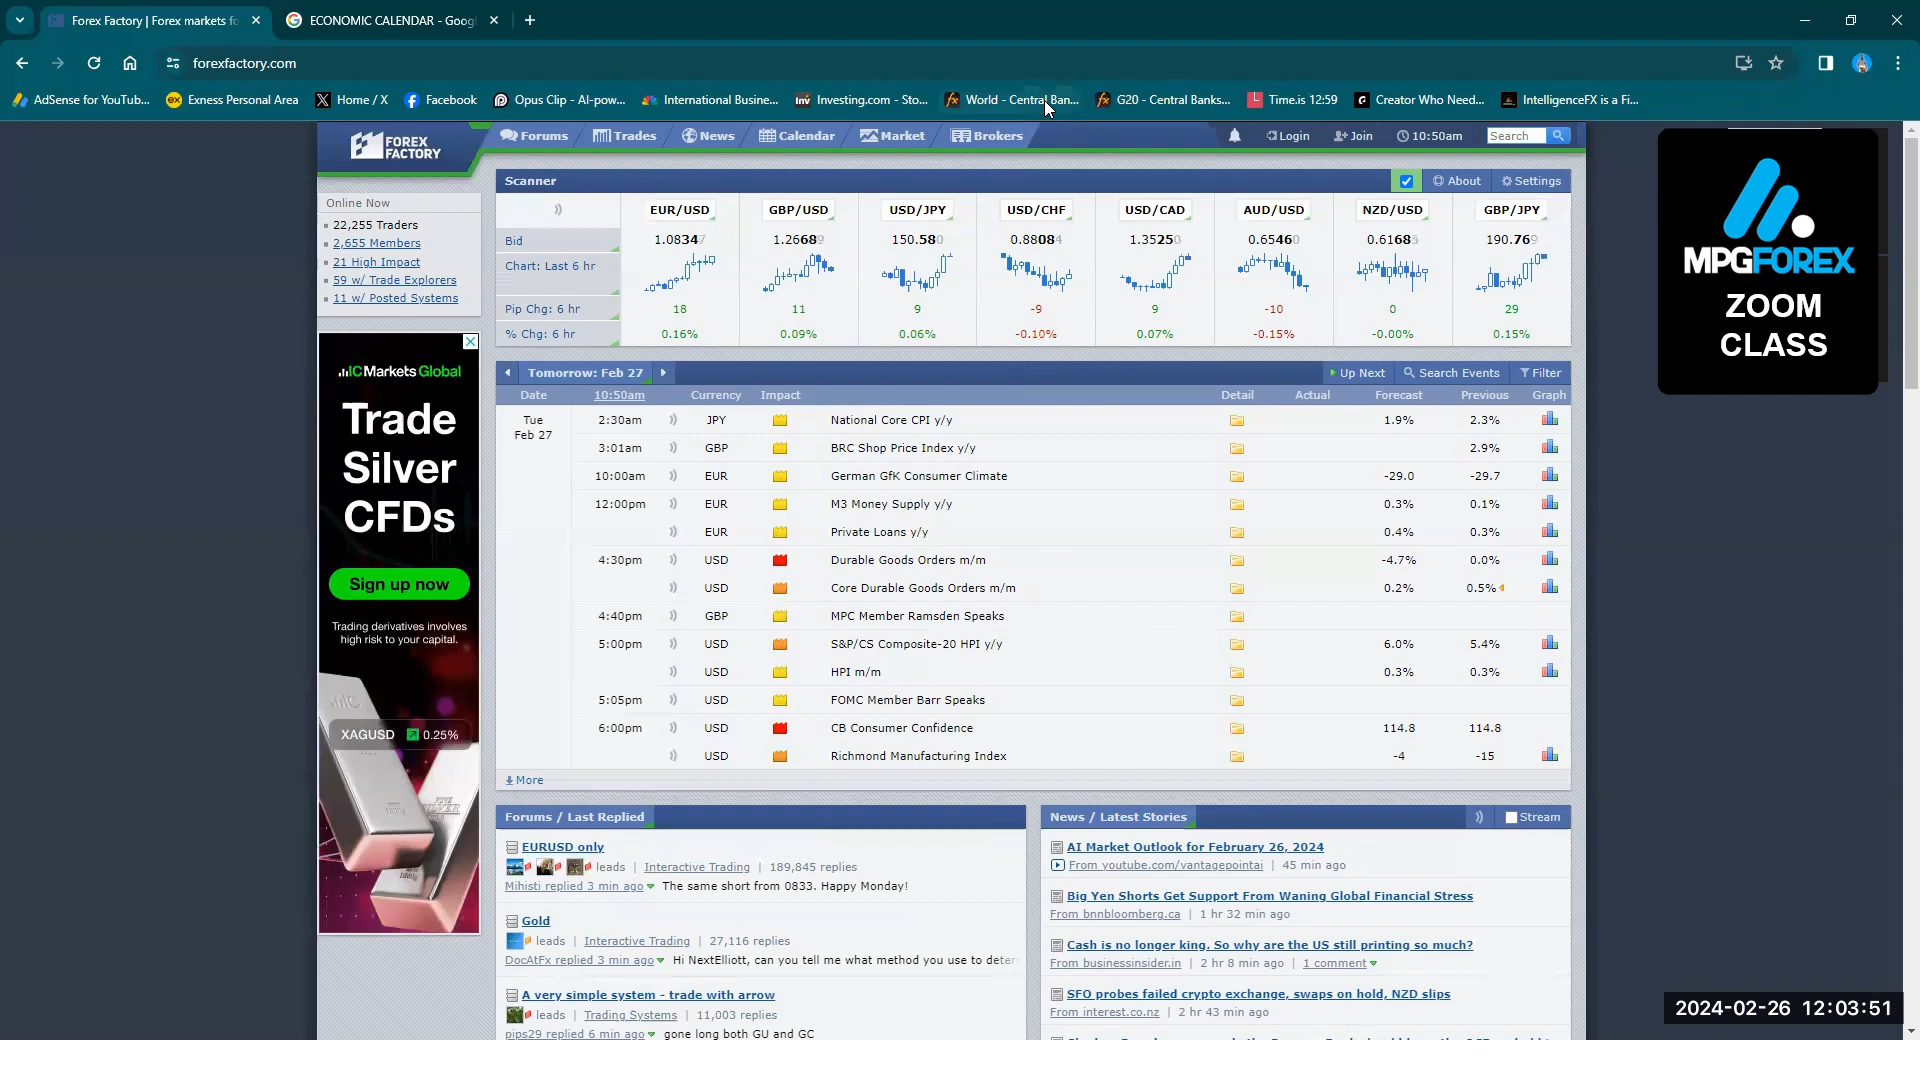 Forex Factory | Forex markets fo
ECONOMIC CALENDAR - Goog
forexfactory.com
AdSense for YouTub...
Exness Personal Area
Home / X
Facebook
Opus Clip - AI-pow...
International Busine...
Investing.com - Sto...
World - Central Ban...
G20 - Central Banks...
Time.is 12:59
Creator Who Need...
IntelligenceFX is a Fi...
FOREX
FACTORY
Forums
Trades
News
Calendar
Market
Brokers
Login
Join
10:50am
Search
Online Now
22,255 Traders
2,655 Members
21 High Impact
59 w/ Trade Explorers
11 w/ Posted Systems
Scanner
About
Settings
EUR/USD GBP/USD USD/JPY USD/CHF USD/CAD AUD/USD NZD/USD GBP/JPY
Bid 1.08347 1.26682 150.580 0.88084 1.35250 0.65460 0.61685 190.769
Chart: Last 6 hr
Pip Chg: 6 hr 18 11 9 -9 9 -10 0 29
% Chg: 6 hr 0.16% 0.09% 0.06% -0.10% 0.07% -0.15% -0.00% 0.15%
Tomorrow: Feb 27
Up Next
Search Events
Filter
Date 10:50am Currency Impact Detail Actual Forecast Previous Graph
Tue
Feb 27
2:30am JPY National Core CPI y/y 1.9% 2.3%
3:01am GBP BRC Shop Price Index y/y 2.9%
10:00am EUR German GfK Consumer Climate -29.0 -29.7
12:00pm EUR M3 Money Supply y/y 0.3% 0.1%
EUR Private Loans y/y 0.4% 0.3%
4:30pm USD Durable Goods Orders m/m -4.7% 0.0%
USD Core Durable Goods Orders m/m 0.2% 0.5%
4:40pm GBP MPC Member Ramsden Speaks
5:00pm USD S&P/CS Composite-20 HPI y/y 6.0% 5.4%
USD HPI m/m 0.3% 0.3%
5:05pm USD FOMC Member Barr Speaks
6:00pm USD CB Consumer Confidence 114.8 114.8
USD Richmond Manufacturing Index -4 -15
More
ICMarkets Global
Trade
Silver
CFDs
Sign up now
Trading derivatives involves
high risk to your capital.
XAGUSD 0.25%
Forums / Last Replied
EURUSD only
leads | Interactive Trading | 189,845 replies
Mihisti replied 3 min ago The same short from 0833. Happy Monday!
Gold
leads | Interactive Trading | 27,116 replies
DocAtFx replied 3 min ago Hi NextElliott, can you tell me what method you use to deter
A very simple system - trade with arrow
leads | Trading Systems | 11,003 replies
pips29 replied 6 min ago gone long both GU and GC
News / Latest Stories
Stream
AI Market Outlook for February 26, 2024
From youtube.com/vantagepointai | 45 min ago
Big Yen Shorts Get Support From Waning Global Financial Stress
From bnnbloomberg.ca | 1 hr 32 min ago
Cash is no longer king. So why are the US still printing so much?
From businessinsider.in | 2 hr 8 min ago | 1 comment
SFO probes failed crypto exchange, swaps on hold, NZD slips
From interest.co.nz | 2 hr 43 min ago
MPGFOREX
ZOOM
CLASS
2024-02-26 12:03:51